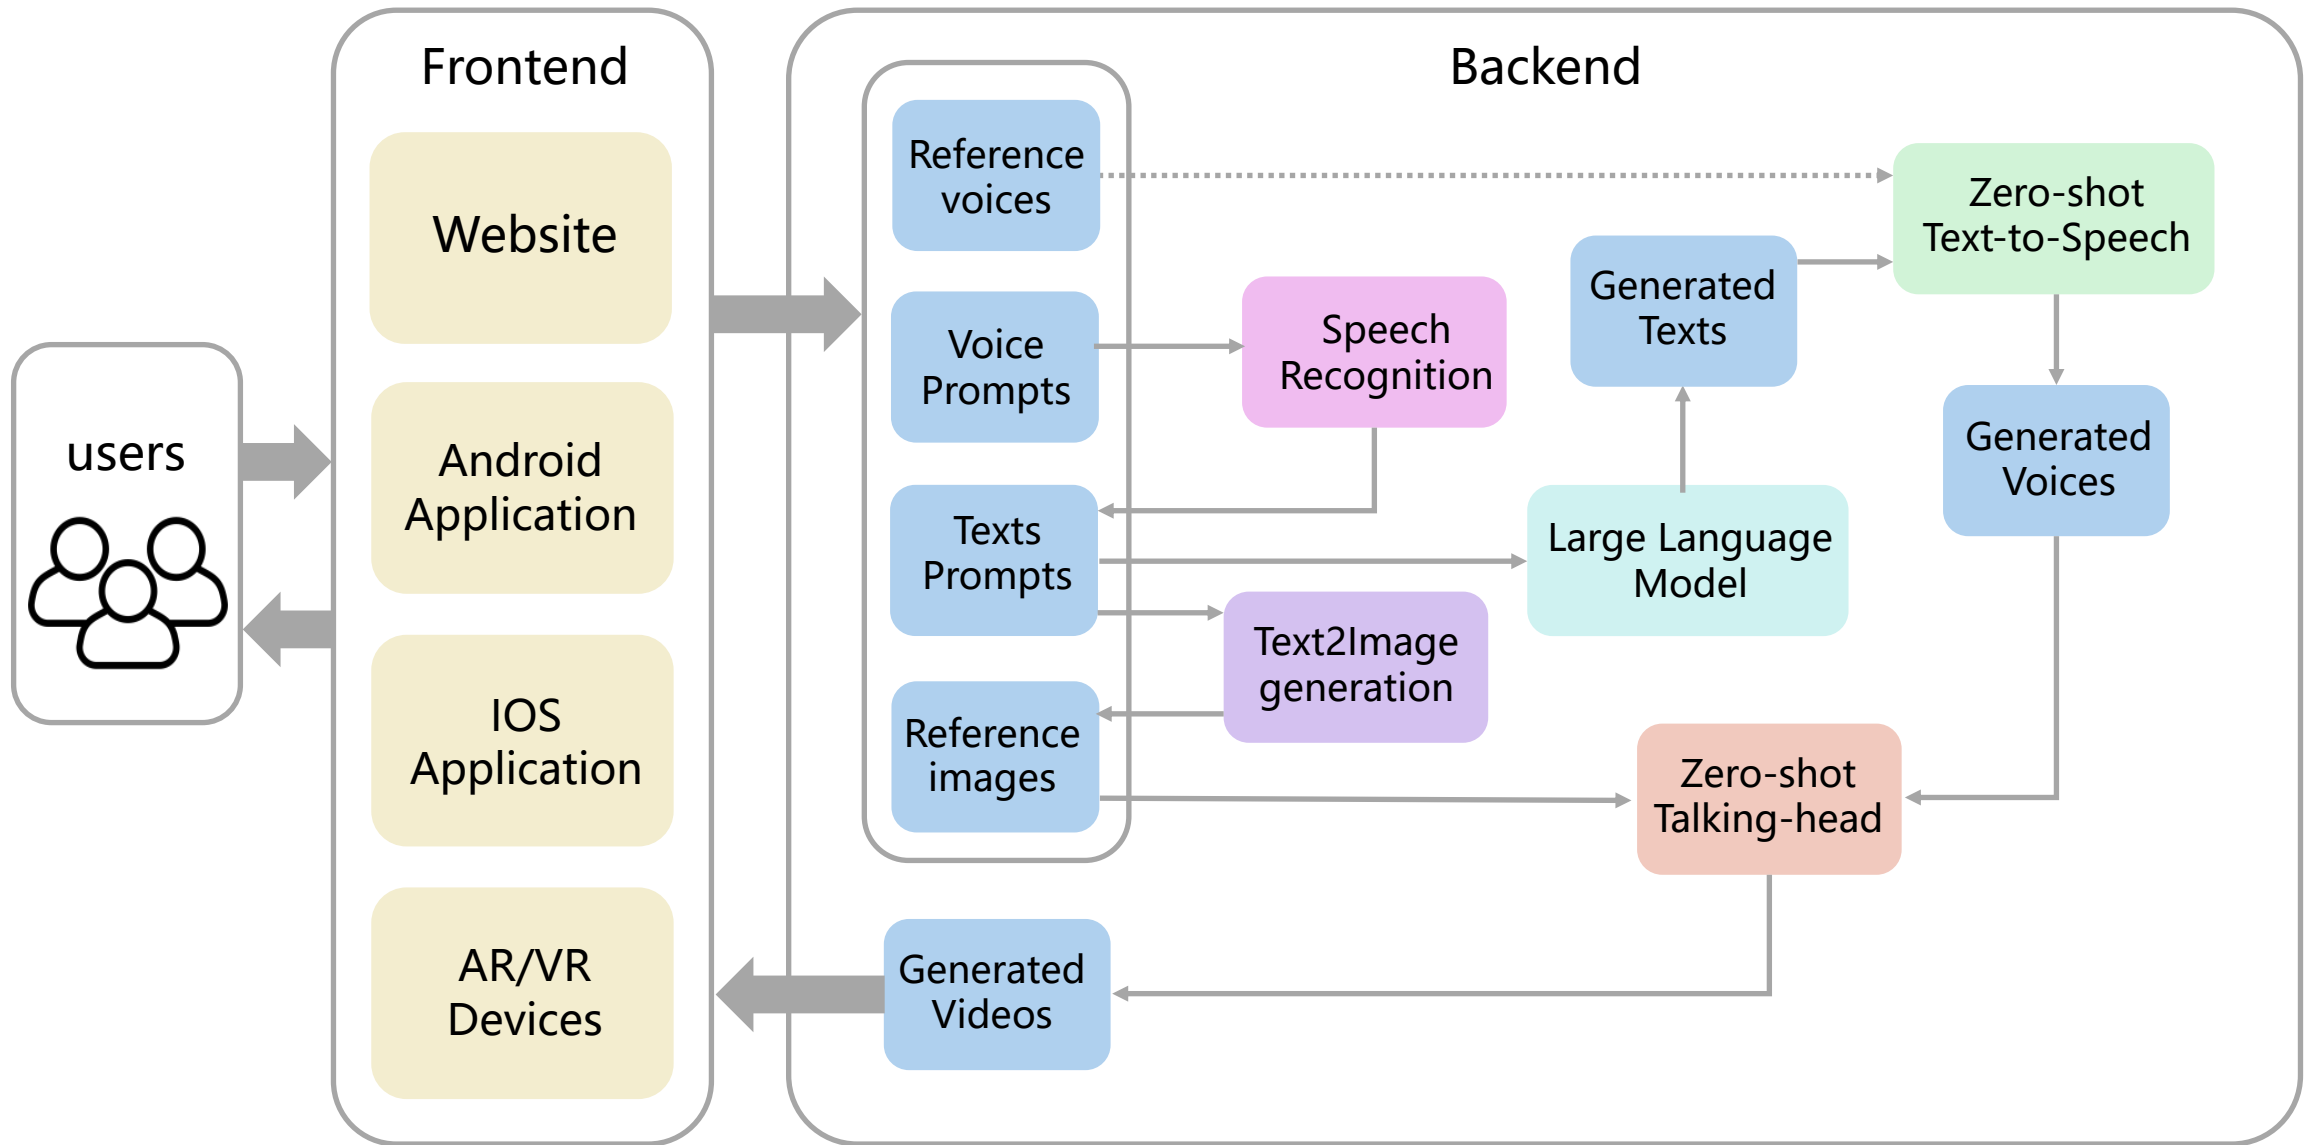 users
Frontend
Website
Android
Application
IOS
Application
AR/VR
Devices
Backend
Reference
voices
Voice
Prompts
Texts
Prompts
Reference
images
Generated
Videos
Speech
Recognition
Text2Image
generation
Generated
Texts
Large Language
Model
Zero-shot
Text-to-Speech
Generated
Voices
Zero-shot
Talking-head